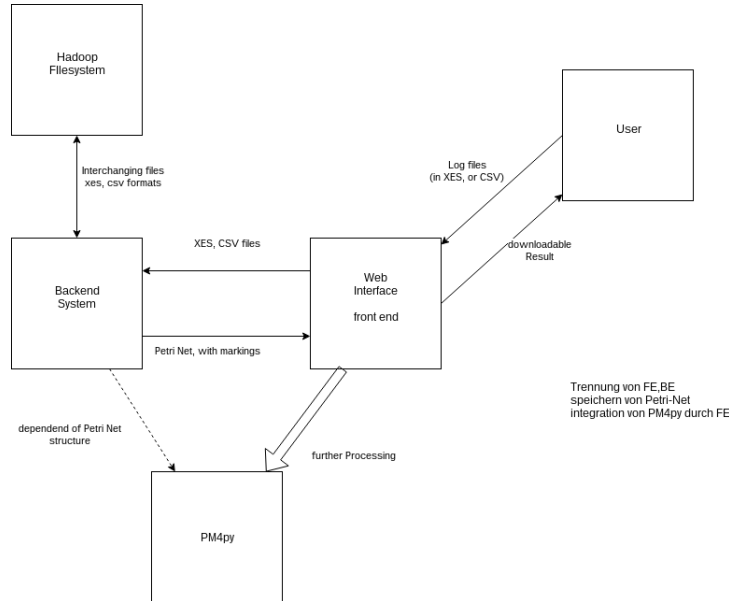 Hadoop
FIlesystem
User
Interchanging files
xes, csv formats
Log files
(in XES, or CSV)
XES, CSV files
downloadable
Result
Backend
System
Web
Interface
front end
Petri Net, with markings
Trennung von FE,BE
speichern von Petri-Net
integration von PM4py durch FE
dependend of Petri Net
structure
further Processing
PM4py